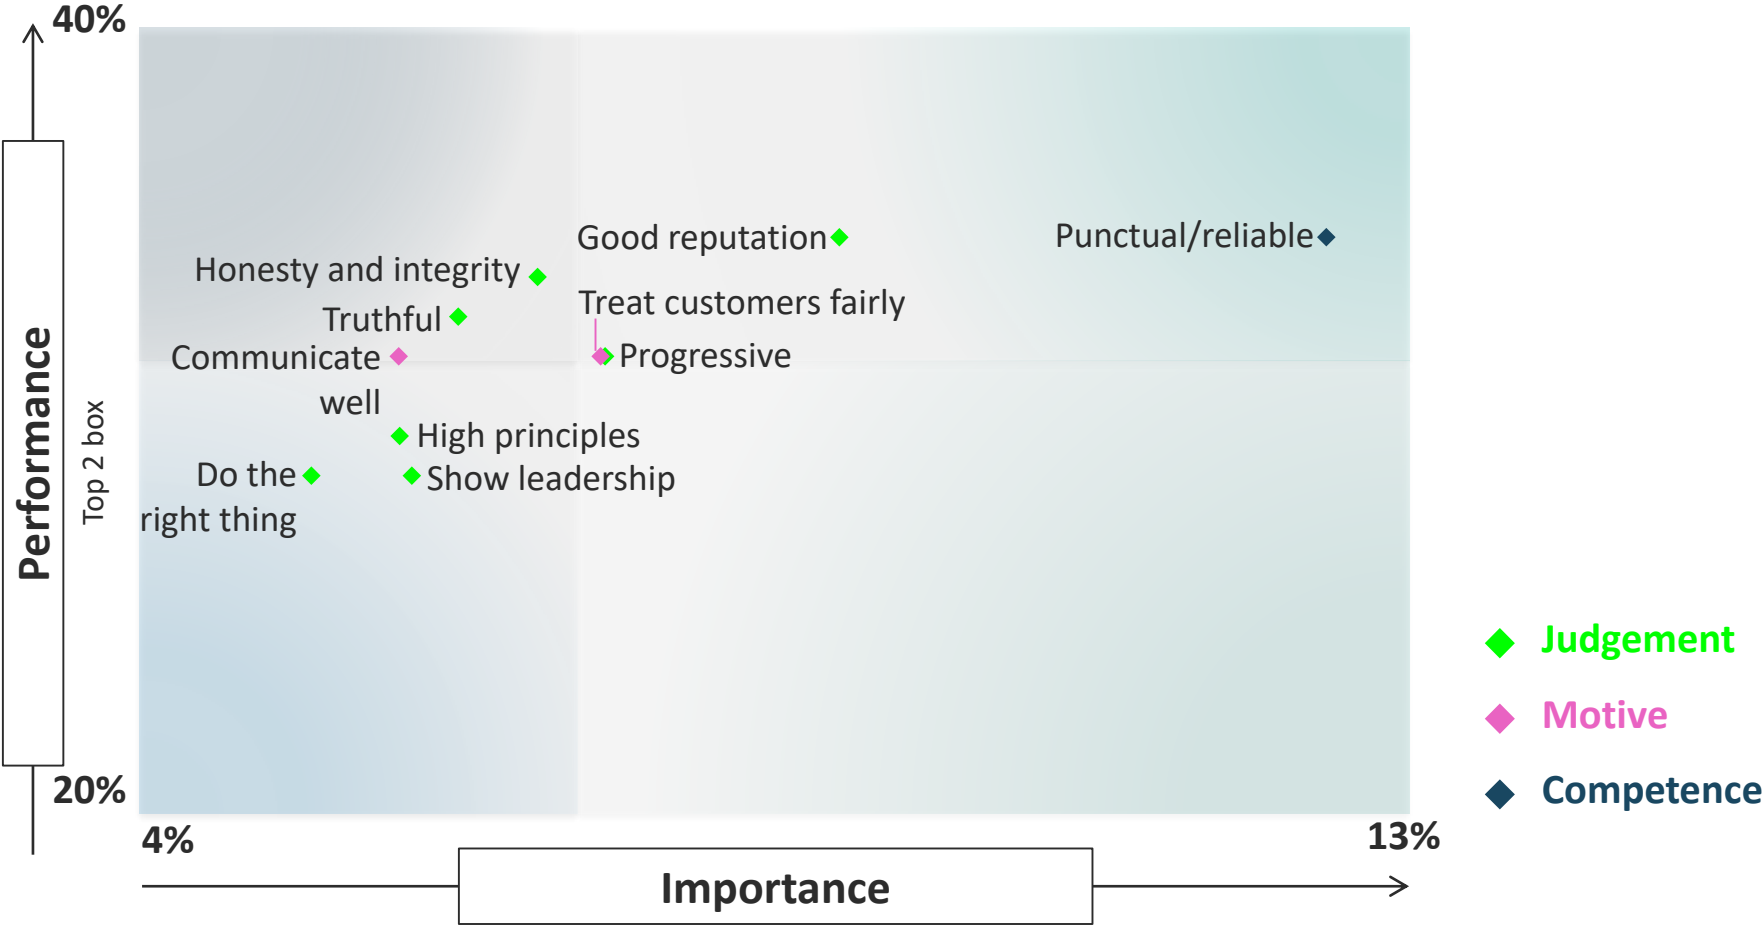 40%
Good reputation
Punctual/reliable
Honesty and integrity
Treat customers fairly
Truthful
Communicate
well
Progressive
High principles
Do the
right thing
Show leadership
Performance
Top 2 box
20%
4%
13%
Importance
Judgement
Motive
Competence